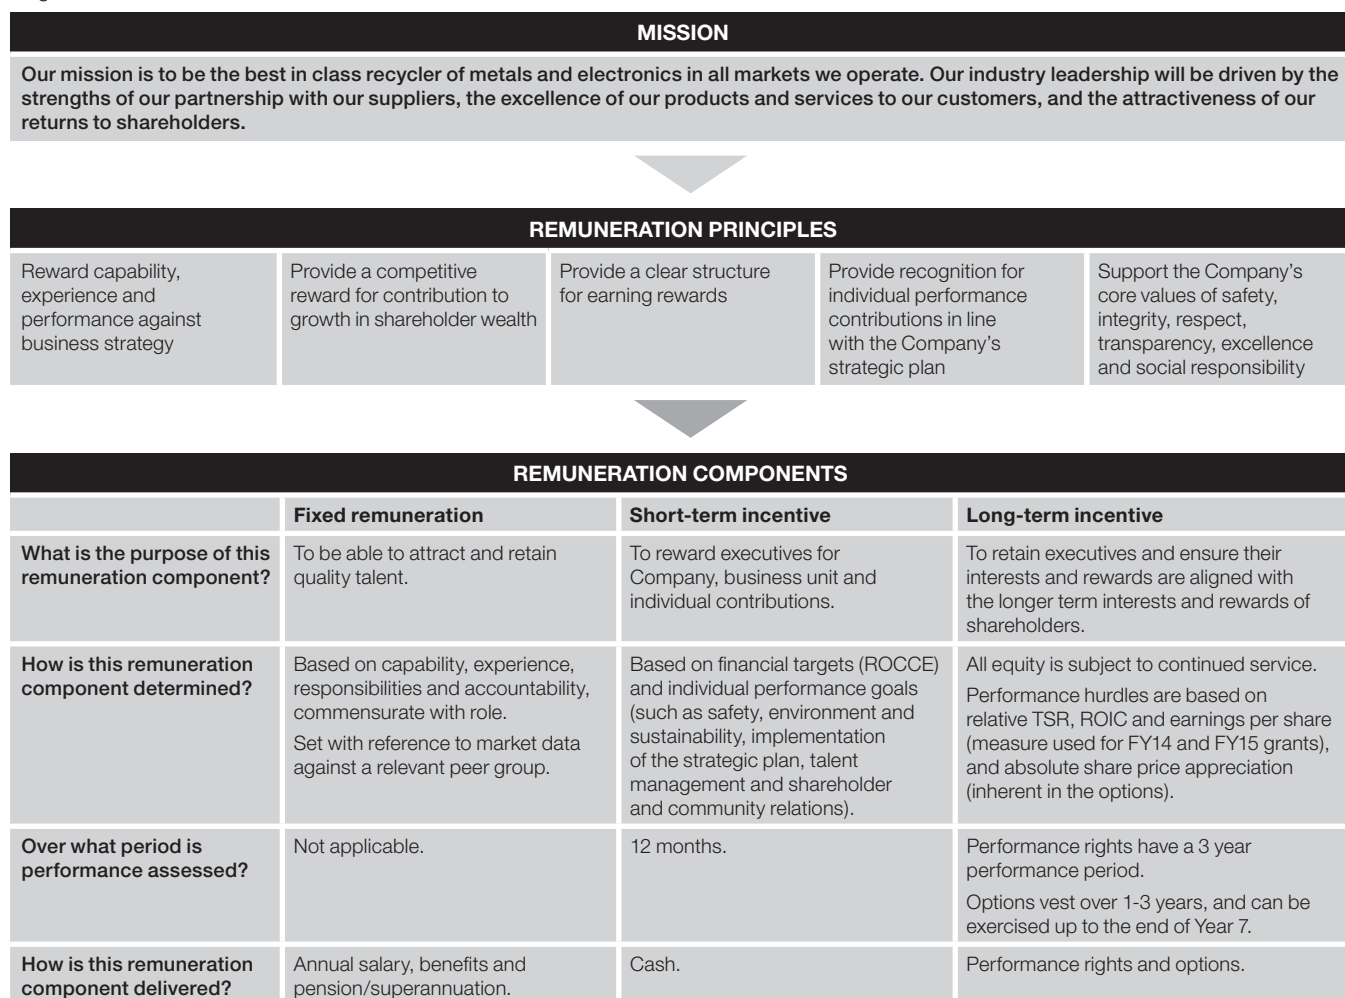 MISSION
Our mission is to be the best in class recycler of metals and electronics in all markets we operate. Our industry leadership will be driven by the
strengths of our partnership with our suppliers, the excellence of our products and services to our customers, and the attractiveness of our
returns to shareholders.
REMUNERATION PRINCIPLES
Reward capability,
experience and
performance against
business strategy
Provide a competitive
reward for contribution to
growth in shareholder wealth
Provide a clear structure
for earning rewards
Provide recognition for
individual performance
contributions in line
with the Company's
strategic plan
Support the Company's
core values of safety,
integrity, respect,
transparency, excellence
and social responsibility
REMUNERATION COMPONENTS
Fixed remuneration
Short-term incentive
Long-term incentive
What is the purpose of this
remuneration component?
To be able to attract and retain
quality talent.
To reward executives for
Company, business unit and
individual contributions.
To retain executives and ensure their
interests and rewards are aligned with
the longer term interests and rewards of
shareholders.
How is this remuneration
component determined?
Based on capability, experience,
responsibilities and accountability,
commensurate with role.
Set with reference to market data
against a relevant peer group.
Based on financial targets (ROCCE)
and individual performance goals
(such as safety, environment and
sustainability, implementation
of the strategic plan, talent
management and shareholder
and community relations).
All equity is subject to continued service.
Performance hurdles are based on
relative TSR, ROIC and earnings per share
(measure used for FY14 and FY15 grants),
and absolute share price appreciation
(inherent in the options).
Over what period is
performance assessed?
Not applicable.
12 months.
Performance rights have a 3 year
performance period.
Options vest over 1-3 years, and can be
exercised up to the end of Year 7.
How is this remuneration
component delivered?
Annual salary, benefits and
pension/superannuation.
Cash.
Performance rights and options.